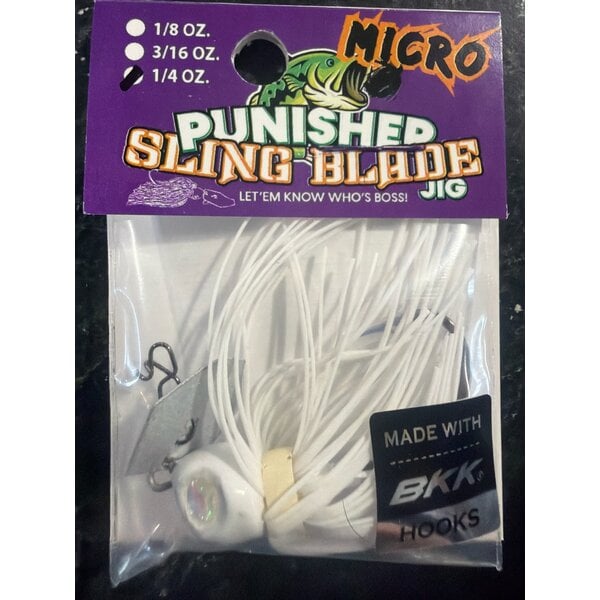 1/8 OZ.
3/16 OZ.
1/4 OZ.
MICRO
PUNISHER
SLING BLADE
JIG
LET'EM KNOW WHO'S BOSS!
MADE WITH
BKK
HOOKS